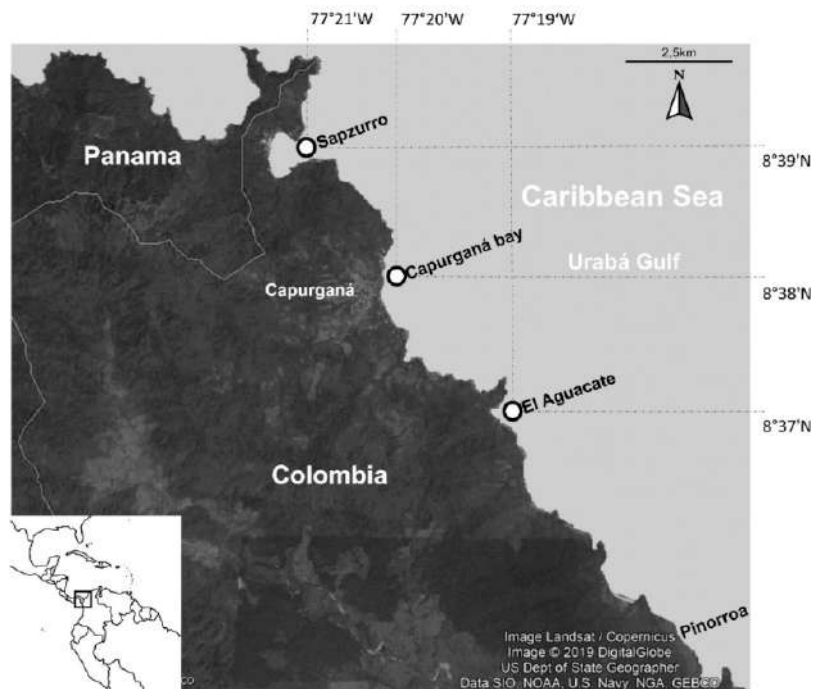 77°21'W 77°20'W 77°19'W
2,5km
N
Sapzurro
Panama
8°39'N
Caribbean Sea
Capurganá bay
Urabá Gulf
Capurganá
8°38'N
El Aguacate
8°37'N
Colombia
Pinorroa
Image Landsat / Copernicus
Image © 2019 DigitalGlobe
US Dept of State Geographer
Data SIO, NOAA, U.S. Navy, NGA, GEBCO
CO